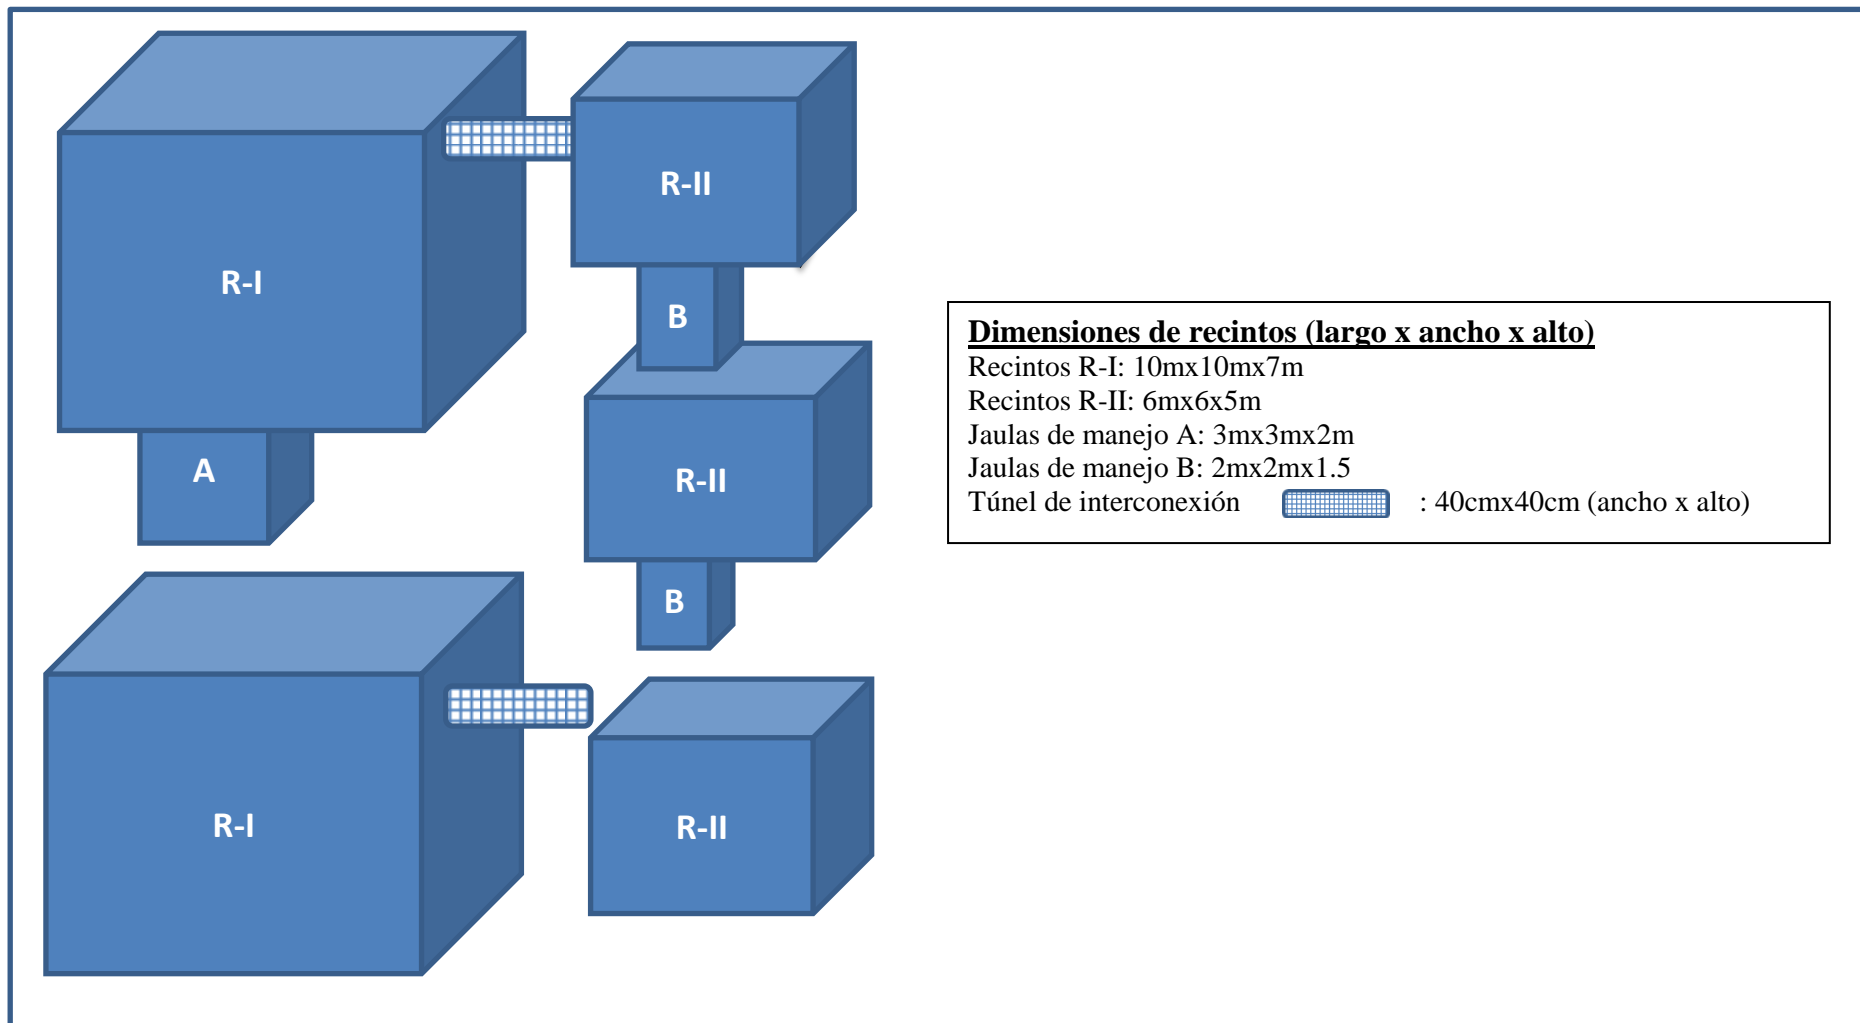 R-I
R-II
B
A
R-II
B
R-I
R-II
Dimensiones de recintos (largo x ancho x alto)
Recintos R-I: 10mx10mx7m
Recintos R-II: 6mx6x5m
Jaulas de manejo A: 3mx3mx2m
Jaulas de manejo B: 2mx2mx1.5
Túnel de interconexión : 40cmx40cm (ancho x alto)